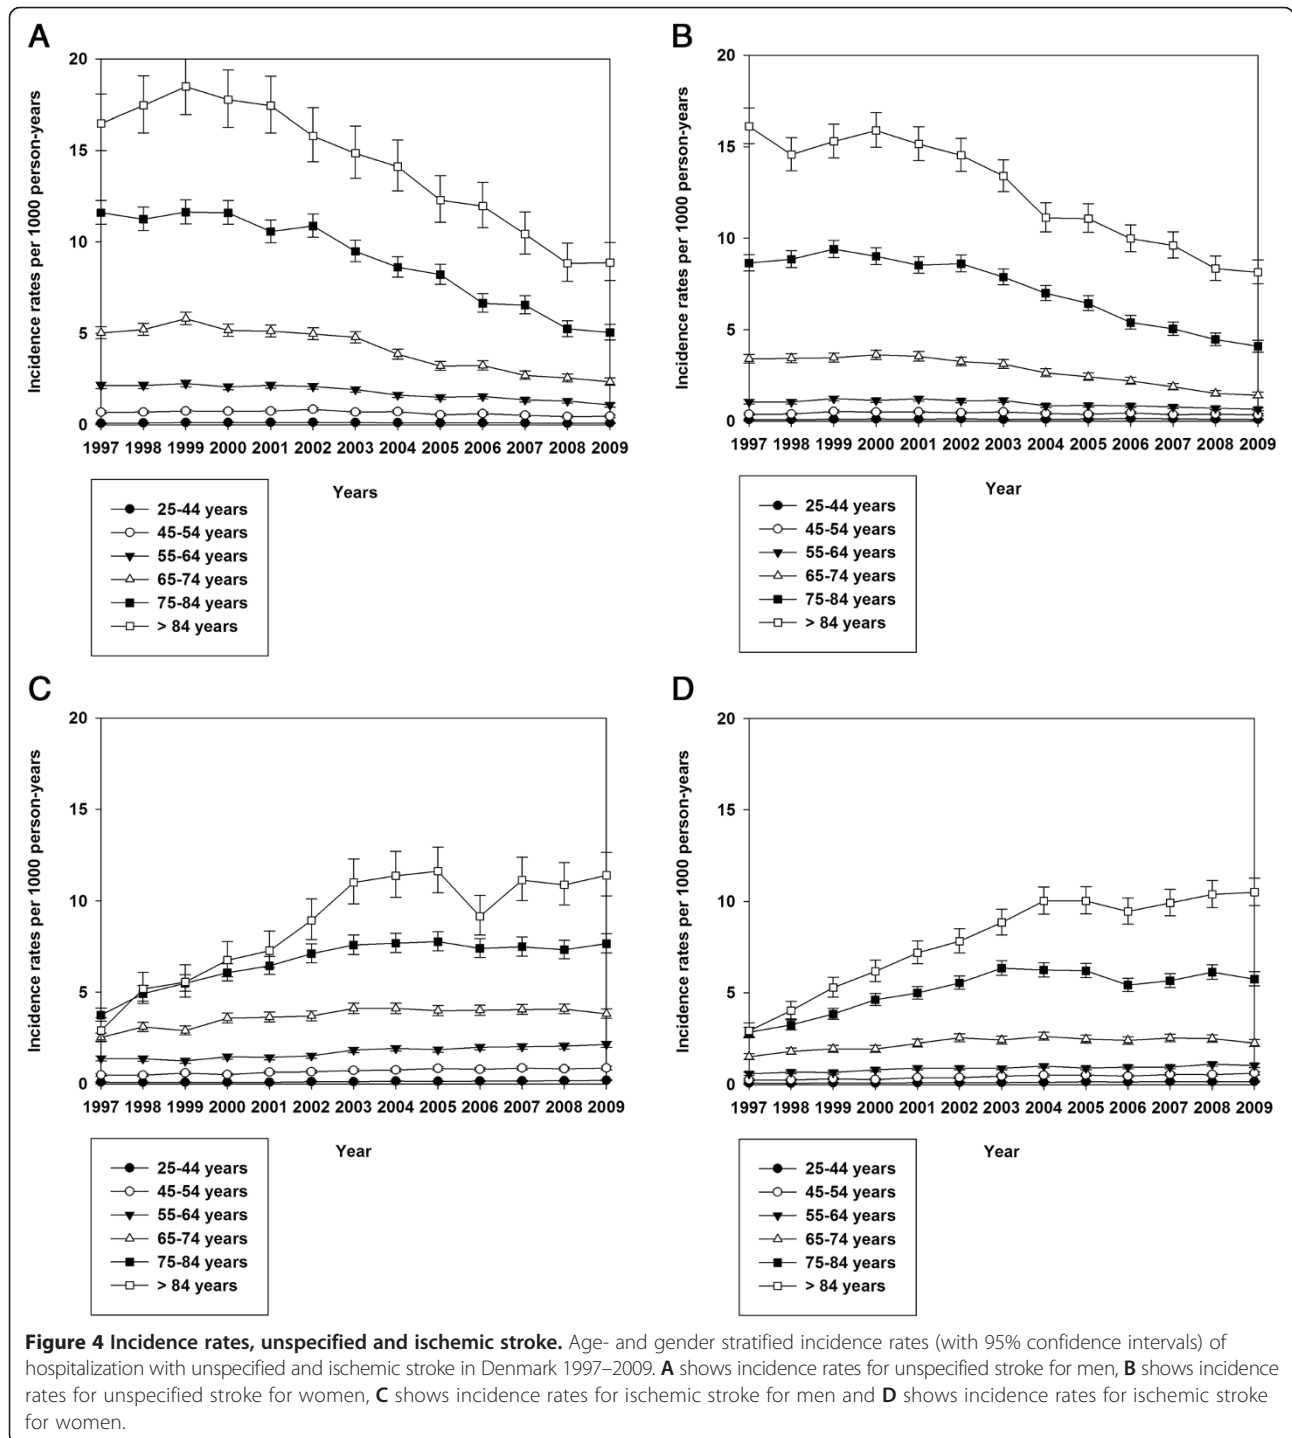 A
Incidence rates per 1000 person-years
20
15
10
5
0
1997 1998 1999 2000 2001 2002 2003 2004 2005 2006 2007 2008 2009
Years
25-44 years
45-54 years
55-64 years
65-74 years
75-84 years
> 84 years
B
Incidence rates per 1000 person-years
20
15
10
5
0
1997 1998 1999 2000 2001 2002 2003 2004 2005 2006 2007 2008 2009
Year
25-44 years
45-54 years
55-64 years
65-74 years
75-84 years
> 84 years
C
Incidence rates per 1000 person-years
20
15
10
5
0
1997 1998 1999 2000 2001 2002 2003 2004 2005 2006 2007 2008 2009
Year
25-44 years
45-54 years
55-64 years
65-74 years
75-84 years
> 84 years
D
Incidence rates per 1000 person-years
20
15
10
5
0
1997 1998 1999 2000 2001 2002 2003 2004 2005 2006 2007 2008 2009
Year
25-44 years
45-54 years
55-64 years
65-74 years
75-84 years
> 84 years
Figure 4 Incidence rates, unspecified and ischemic stroke. Age- and gender stratified incidence rates (with 95% confidence intervals) of
hospitalization with unspecified and ischemic stroke in Denmark 1997–2009. A shows incidence rates for unspecified stroke for men, B shows incidence
rates for unspecified stroke for women, C shows incidence rates for ischemic stroke for men and D shows incidence rates for ischemic stroke
for women.